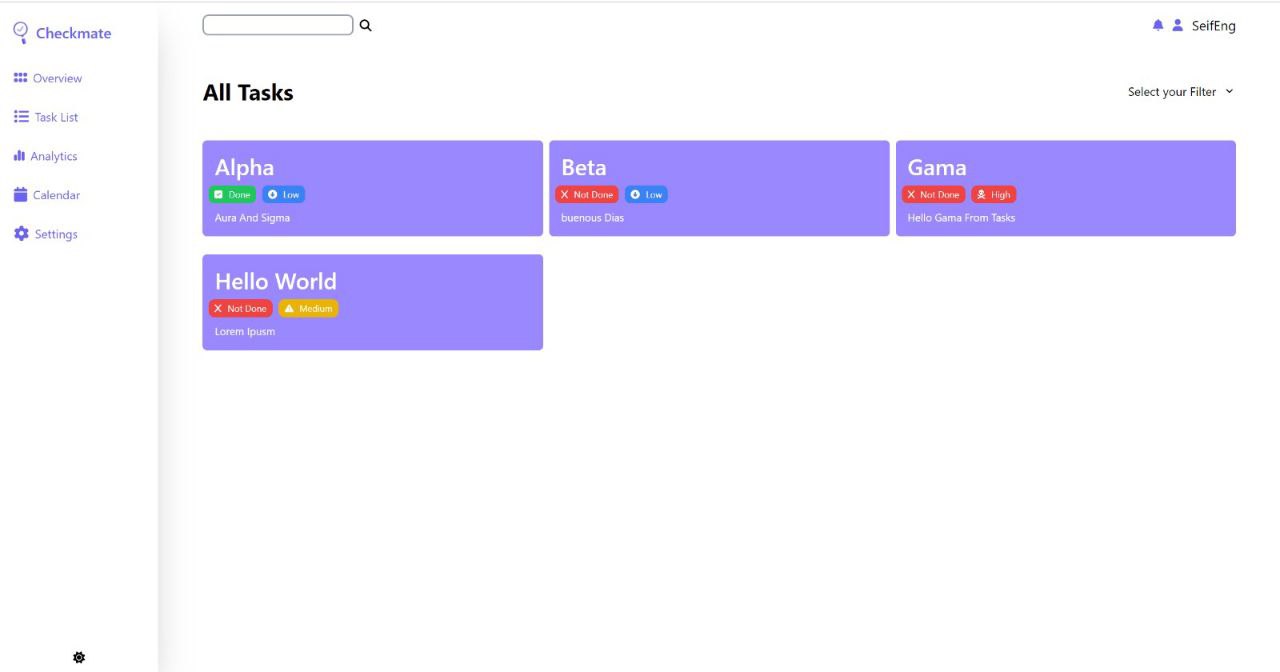 Checkmate
Overview
Task List
Analytics
Calendar
Settings
SeifEng
All Tasks
Select your Filter
Alpha
Done Low
Aura And Sigma
Beta
Not Done Low
buenous Dias
Gama
Not Done High
Hello Gama From Tasks
Hello World
Not Done Medium
Lorem Ipusm